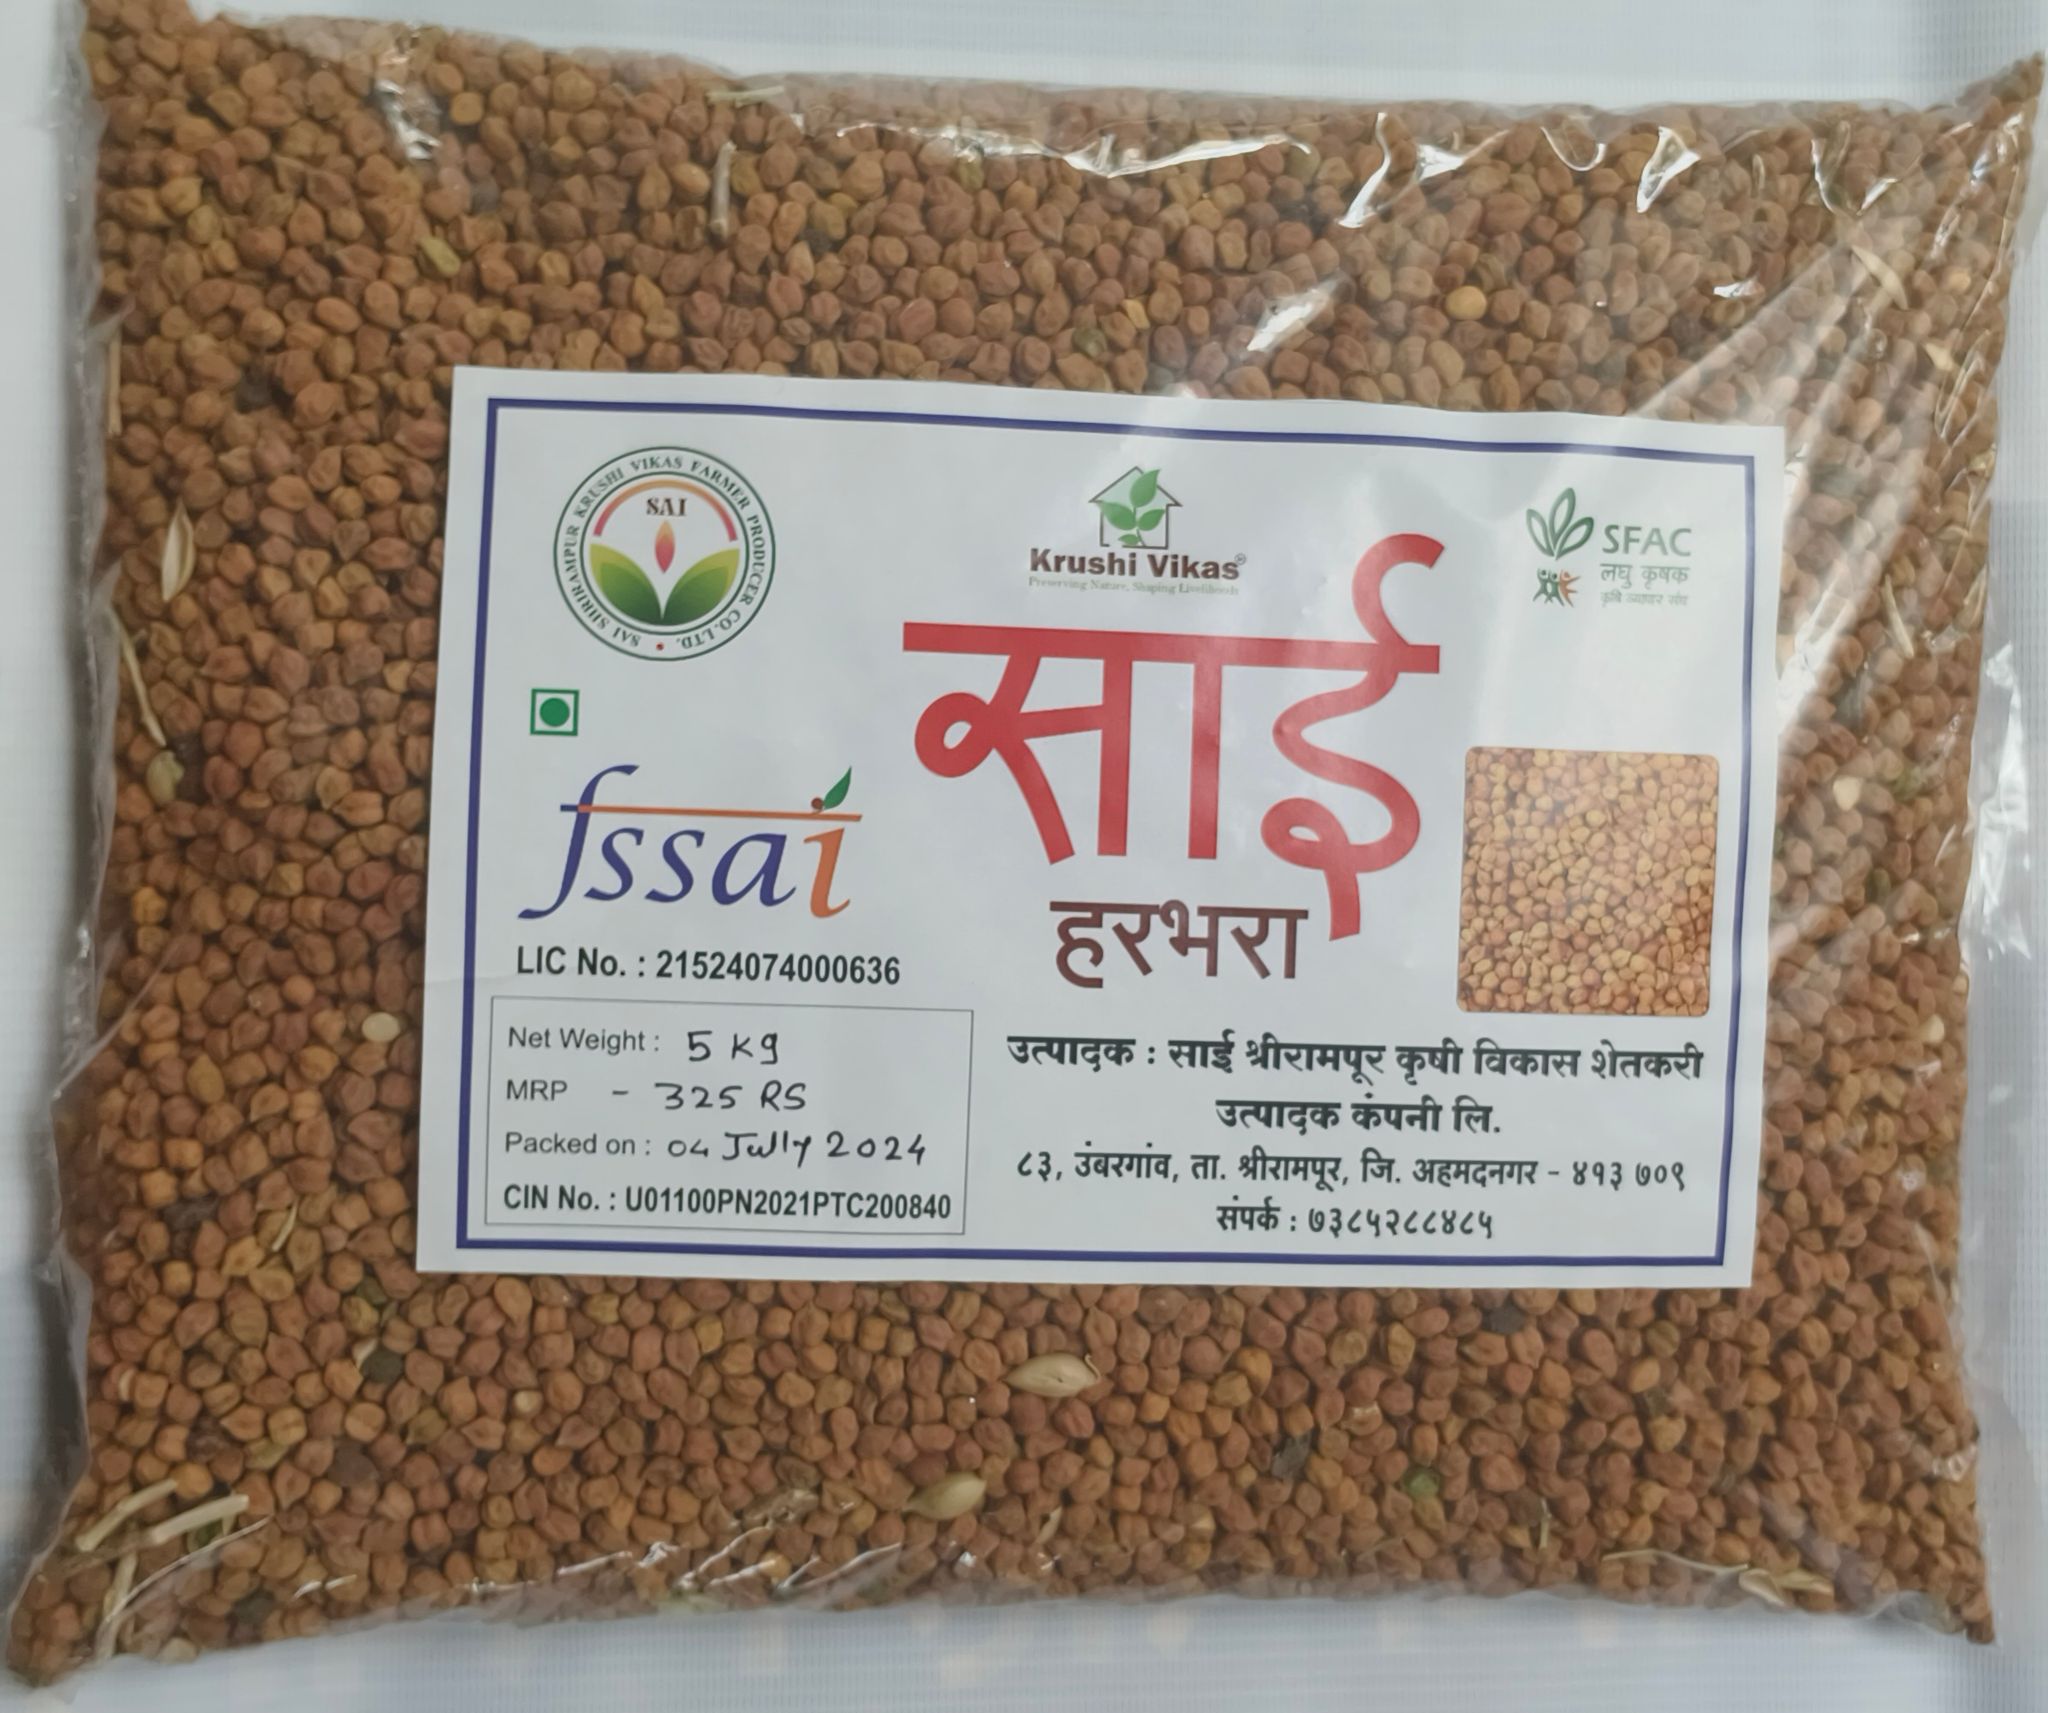 SAI SHRIRAMPUR KRUSHI VIKAS FARMER PRODUCER CO. LTD.
SAI
Krushi Vikas®
Preserving Nature, Shaping Livelihoods
SFAC
लघु कृषक
कृषि व्यापार संघ
साई
fssai
हरभरा
LIC No. : 21524074000636
Net Weight : 5 Kg
MRP - 325 RS
Packed on : 04 Jully 2024
CIN No. : U01100PN2021PTC200840
उत्पादक : साई श्रीरामपूर कृषी विकास शेतकरी
उत्पादक कंपनी लि.
८३, उंबरगांव, ता. श्रीरामपूर, जि. अहमदनगर - ४१३ ७०९
संपर्क : ७३८५२८८४८५